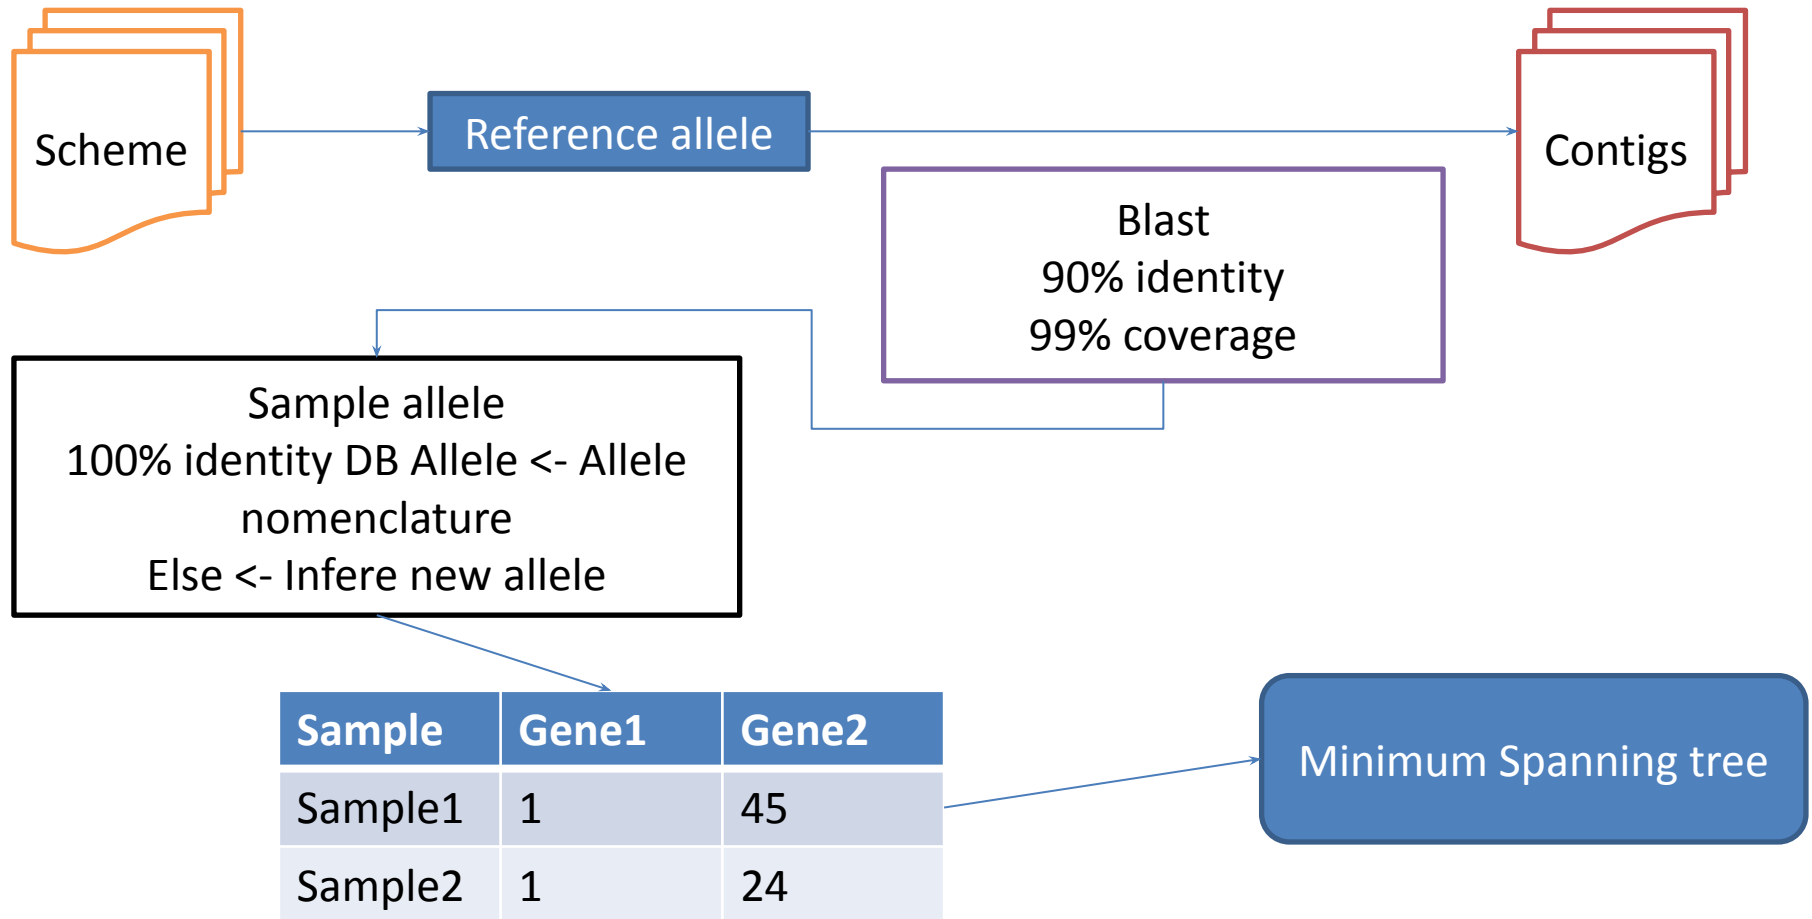 Scheme
Reference allele
Contigs
Blast
90% identity
99% coverage
Sample allele
100% identity DB Allele <- Allele
nomenclature
Else <- Infere new allele
Sample Gene1 Gene2
Sample1 1 45
Sample2 1 24
Minimum Spanning tree